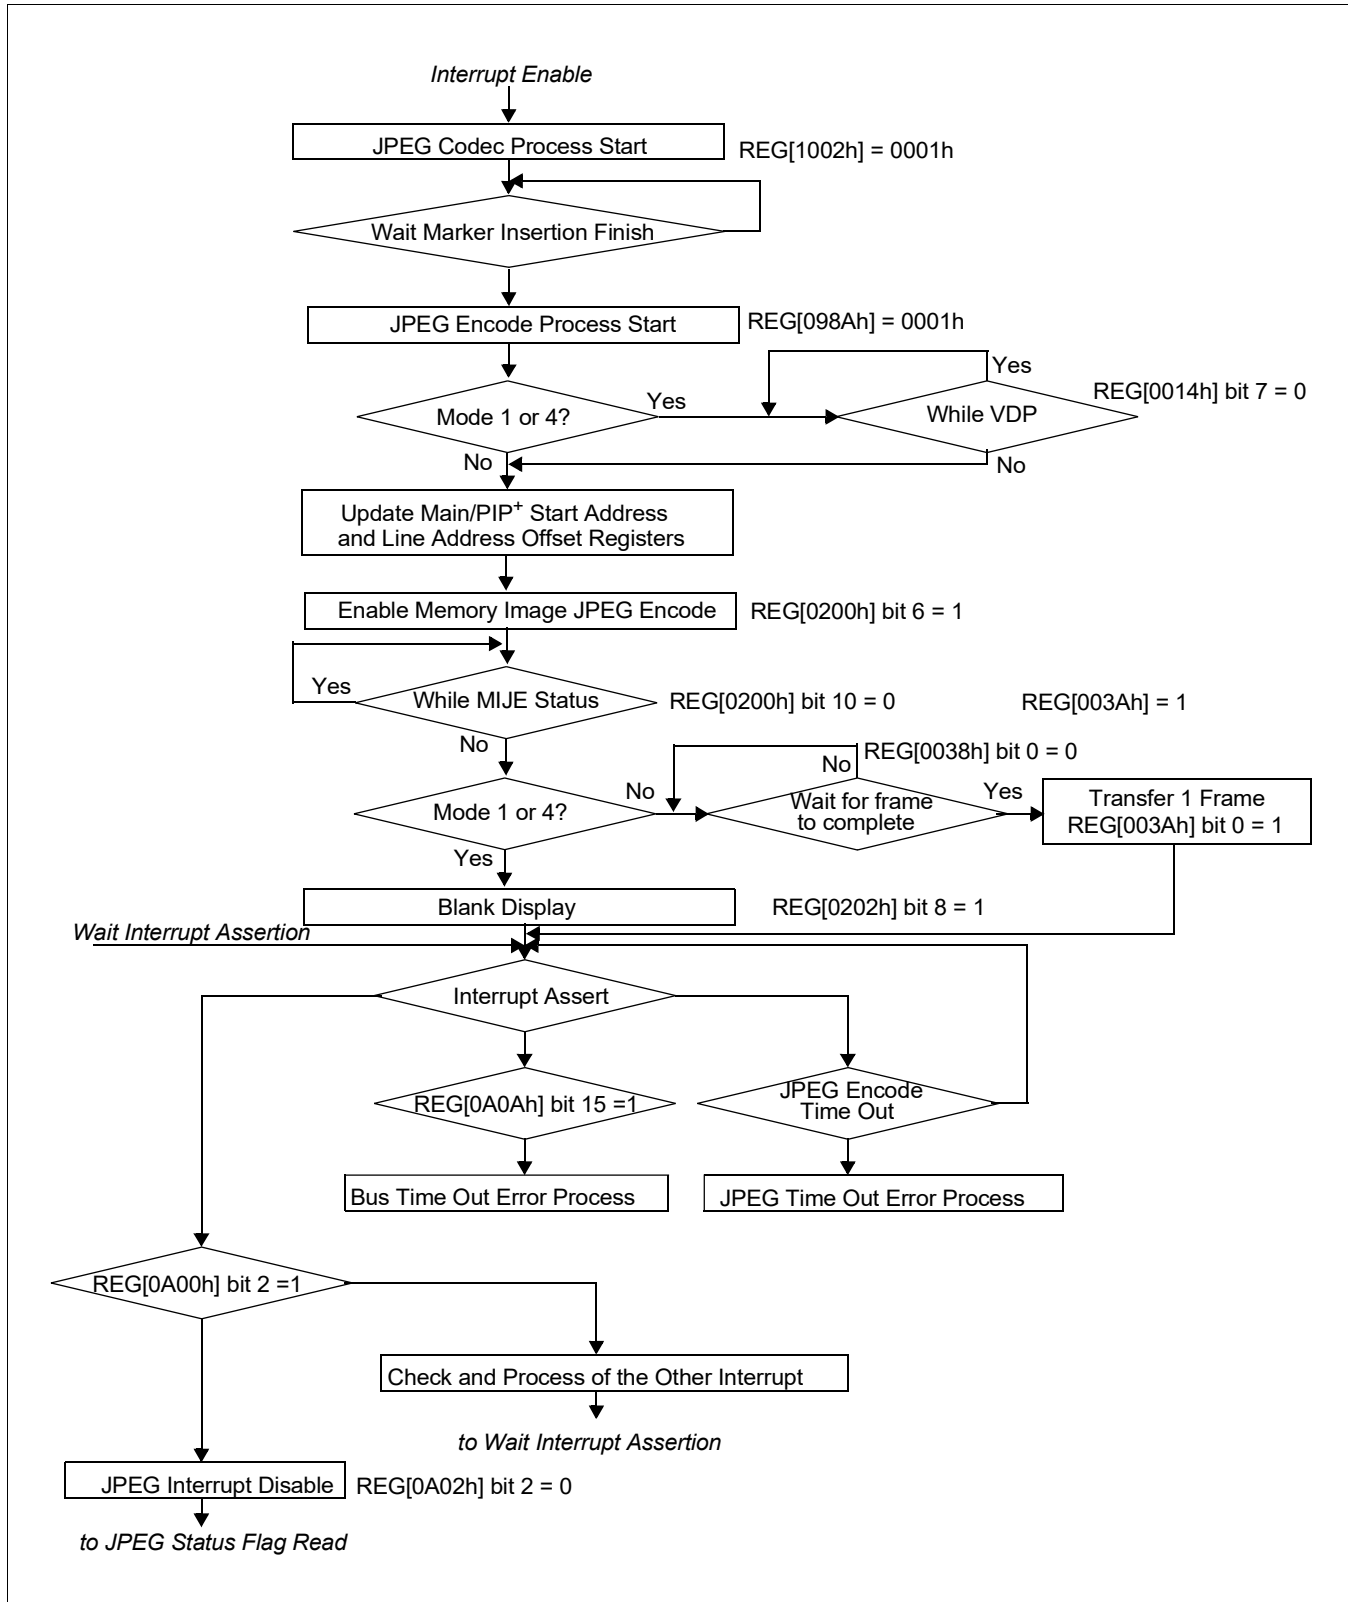 Interrupt Enable
JPEG Codec Process Start
REG[1002h] = 0001h
Wait Marker Insertion Finish
JPEG Encode Process Start
REG[098Ah] = 0001h
Yes
REG[0014h] bit 7 = 0
Mode 1 or 4?
Yes
While VDP
No
No
Update Main/PIP+ Start Address
and Line Address Offset Registers
Enable Memory Image JPEG Encode
REG[0200h] bit 6 = 1
Yes
While MIJE Status
REG[0200h] bit 10 = 0
REG[003Ah] = 1
No
REG[0038h] bit 0 = 0
No
Mode 1 or 4?
No
Wait for frame
to complete
Yes
Transfer 1 Frame
REG[003Ah] bit 0 = 1
Yes
Blank Display
REG[0202h] bit 8 = 1
Wait Interrupt Assertion
Interrupt Assert
REG[0A0Ah] bit 15 =1
JPEG Encode
Time Out
Bus Time Out Error Process
JPEG Time Out Error Process
REG[0A00h] bit 2 =1
Check and Process of the Other Interrupt
to Wait Interrupt Assertion
JPEG Interrupt Disable
REG[0A02h] bit 2 = 0
to JPEG Status Flag Read